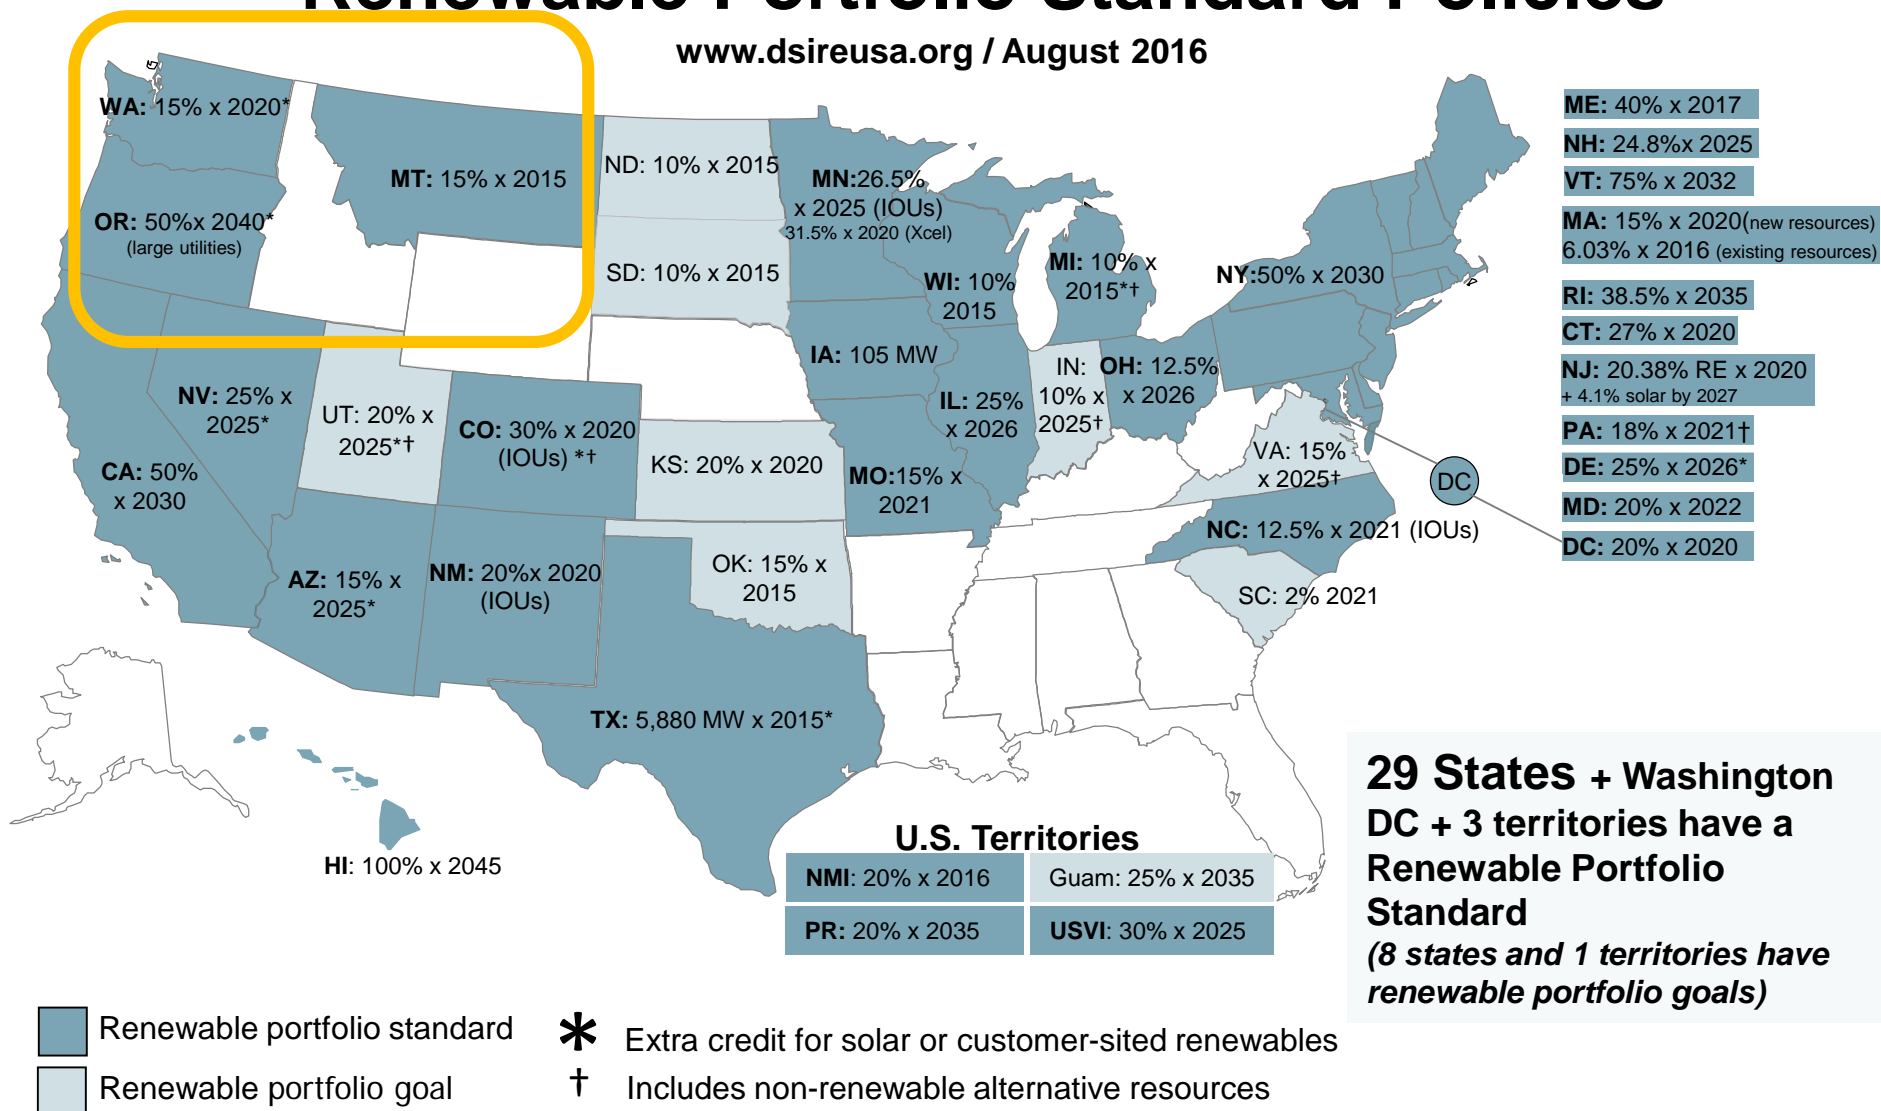 Renewable Portfolio Standard Policies
www.dsireusa.org / August 2016
WA: 15% x 2020*
MT: 15% x 2015
OR: 50%x 2040*
(large utilities)
ND: 10% x 2015
SD: 10% x 2015
MN:26.5%
x 2025 (IOUs)
31.5% x 2020 (Xcel)
WI: 10%
2015
MI: 10% x
2015*†
NY:50% x 2030
IA: 105 MW
IN:
10% x
2025†
OH: 12.5%
x 2026
IL: 25%
x 2026
NV: 25% x
2025*
UT: 20% x
2025*†
CO: 30% x 2020
(IOUs) *†
KS: 20% x 2020
MO:15% x
2021
VA: 15%
x 2025†
DC
CA: 50%
x 2030
NC: 12.5% x 2021 (IOUs)
AZ: 15% x
2025*
NM: 20%x 2020
(IOUs)
OK: 15% x
2015
SC: 2% 2021
TX: 5,880 MW x 2015*
HI: 100% x 2045
ME: 40% x 2017
NH: 24.8%x 2025
VT: 75% x 2032
MA: 15% x 2020(new resources)
6.03% x 2016 (existing resources)
RI: 38.5% x 2035
CT: 27% x 2020
NJ: 20.38% RE x 2020
+ 4.1% solar by 2027
PA: 18% x 2021†
DE: 25% x 2026*
MD: 20% x 2022
DC: 20% x 2020
U.S. Territories
NMI: 20% x 2016
Guam: 25% x 2035
PR: 20% x 2035
USVI: 30% x 2025
29 States + Washington
DC + 3 territories have a
Renewable Portfolio
Standard
(8 states and 1 territories have
renewable portfolio goals)
Renewable portfolio standard
* Extra credit for solar or customer-sited renewables
Renewable portfolio goal
† Includes non-renewable alternative resources